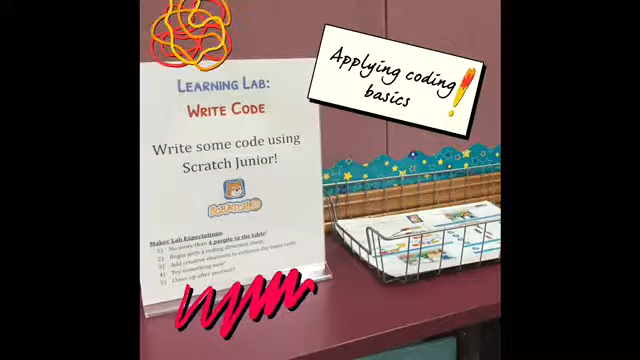 Applying coding
basics!
LEARNING LAB:
WRITE CODE
Write some code using
Scratch Junior!
SCRATCHJR
Maker Lab Expectations:
1) No more than 4 people to the table!
2) Begin with a coding direction sheet
3) Add creative elements to enhance the basic code
4) Try something new!
5) Clean up after yourself!